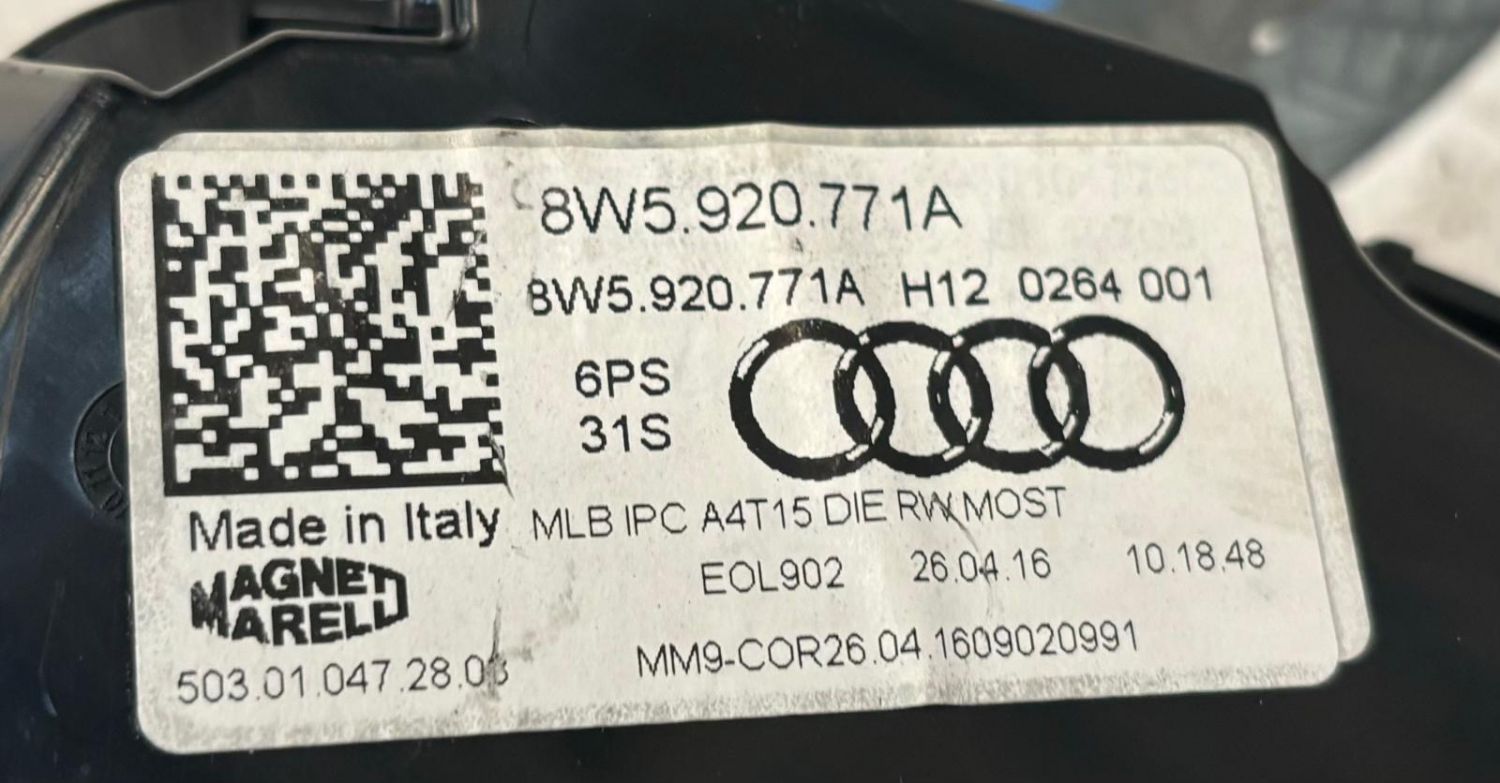 8W5.920.771A
8W5.920.771A H12 0264 001
6PS
31S
Made in Italy
MLB IPC A4T15 DIE RW MOST
MAGNETI
MARELLI
EOL902 26.04.16 10.18.48
503.01.047.28.03
MM9-COR26.04.1609020991